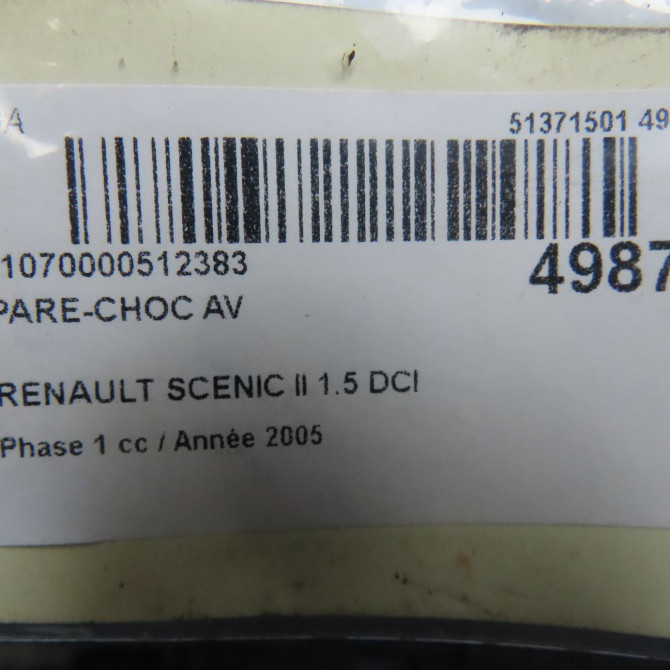 A 51371501 49
1070000512383
4987
PARE-CHOC AV
RENAULT SCENIC II 1.5 DCI
Phase 1 cc / Année 2005